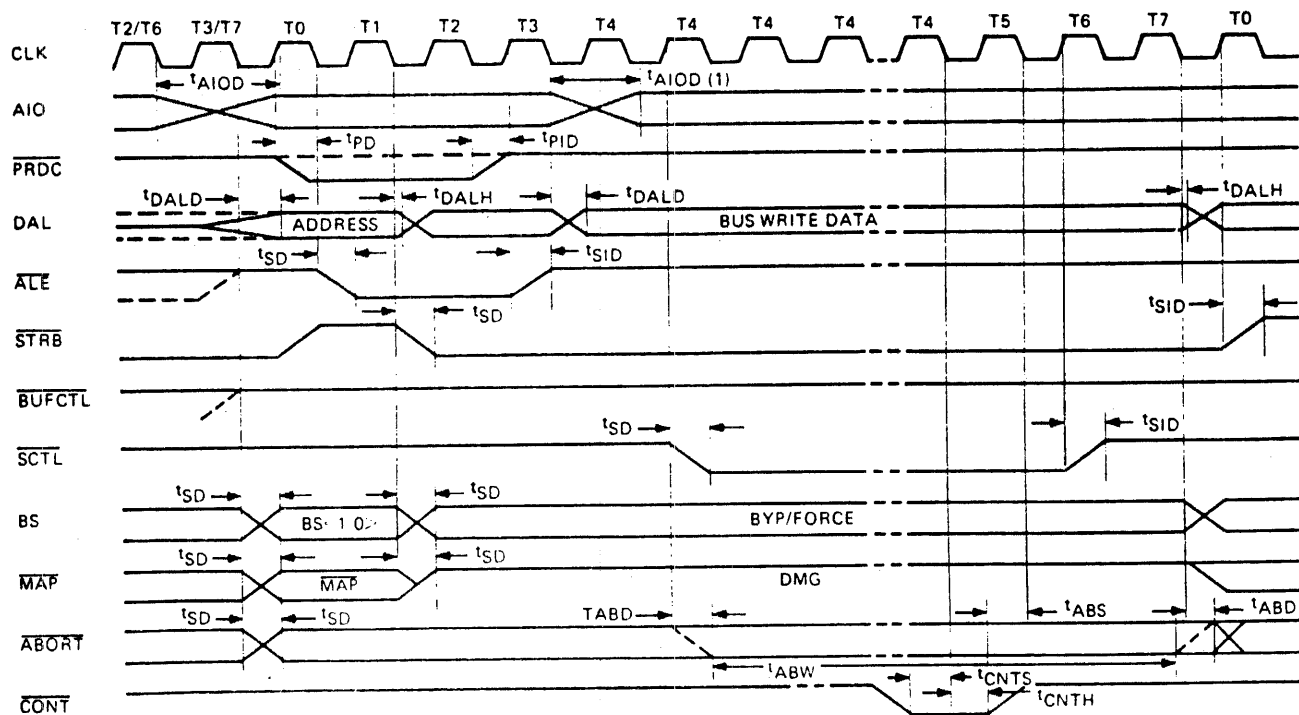 T2/T6 T3/T7 T0 T1 T2 T3 T4 T4 T4 T4 T4 T5 T6 T7 T0
CLK
tAIOD tAIOD (1)
AIO
tPD tPID
PRDC
tDALD tDALH tDALD tDALH
DAL ADDRESS BUS WRITE DATA
tSD tSID
ALE
tSD tSID
STRB
BUFCTL
tSD tSID
SCTL
tSD tSD
BS BS< 1 0> BYP/FORCE
tSD tSD
MAP MAP DMG
tSD tSD TABD tABS tABD
ABORT
tABW
tCNTS
tCNTH
CONT